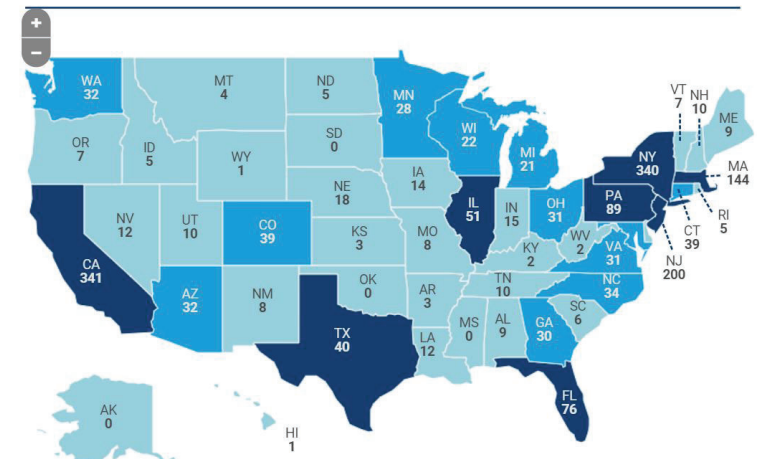 +
−
WA
32
MT
4
ND
5
MN
28
VT
7
NH
10
ME
9
OR
7
ID
5
WY
1
SD
0
WI
22
MI
21
NY
340
MA
144
NV
12
UT
10
CO
39
NE
18
IA
14
IL
51
IN
15
OH
31
PA
89
RI
5
CT
39
NJ
200
CA
341
KS
3
MO
8
KY
2
WV
2
VA
31
AZ
32
NM
8
OK
0
AR
3
TN
10
NC
34
TX
40
LA
12
MS
0
AL
9
GA
30
SC
6
FL
76
AK
0
HI
1